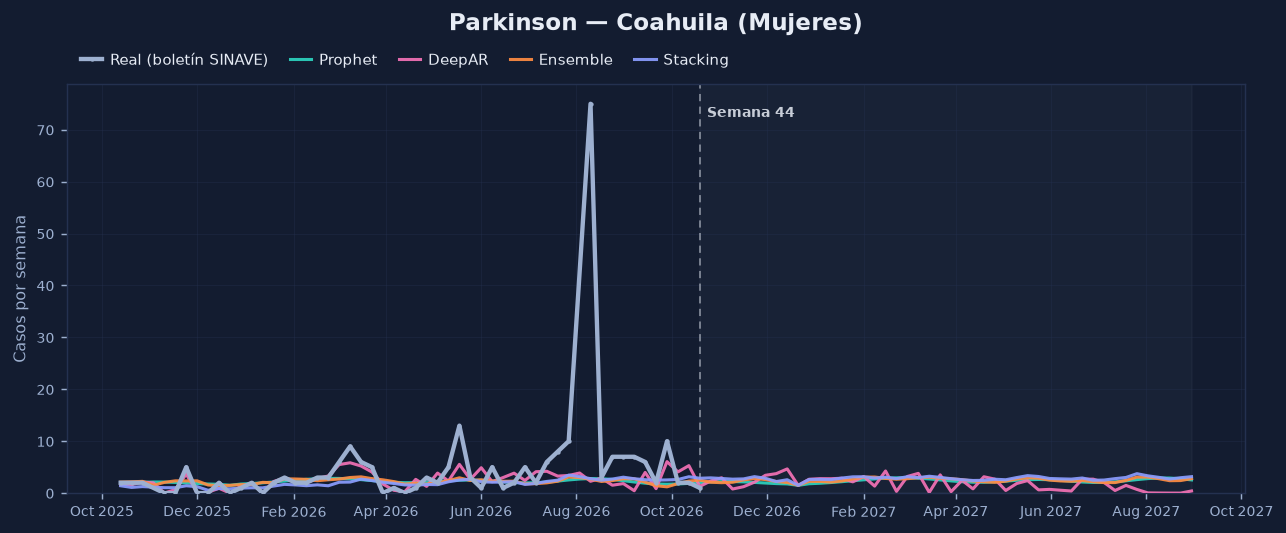 Parkinson — Coahuila (Mujeres)
Real (boletín SINAVE) Prophet DeepAR Ensemble Stacking
Semana 44
Casos por semana
70
60
50
40
30
20
10
0
Oct 2025 Dec 2025 Feb 2026 Apr 2026 Jun 2026 Aug 2026 Oct 2026 Dec 2026 Feb 2027 Apr 2027 Jun 2027 Aug 2027 Oct 2027